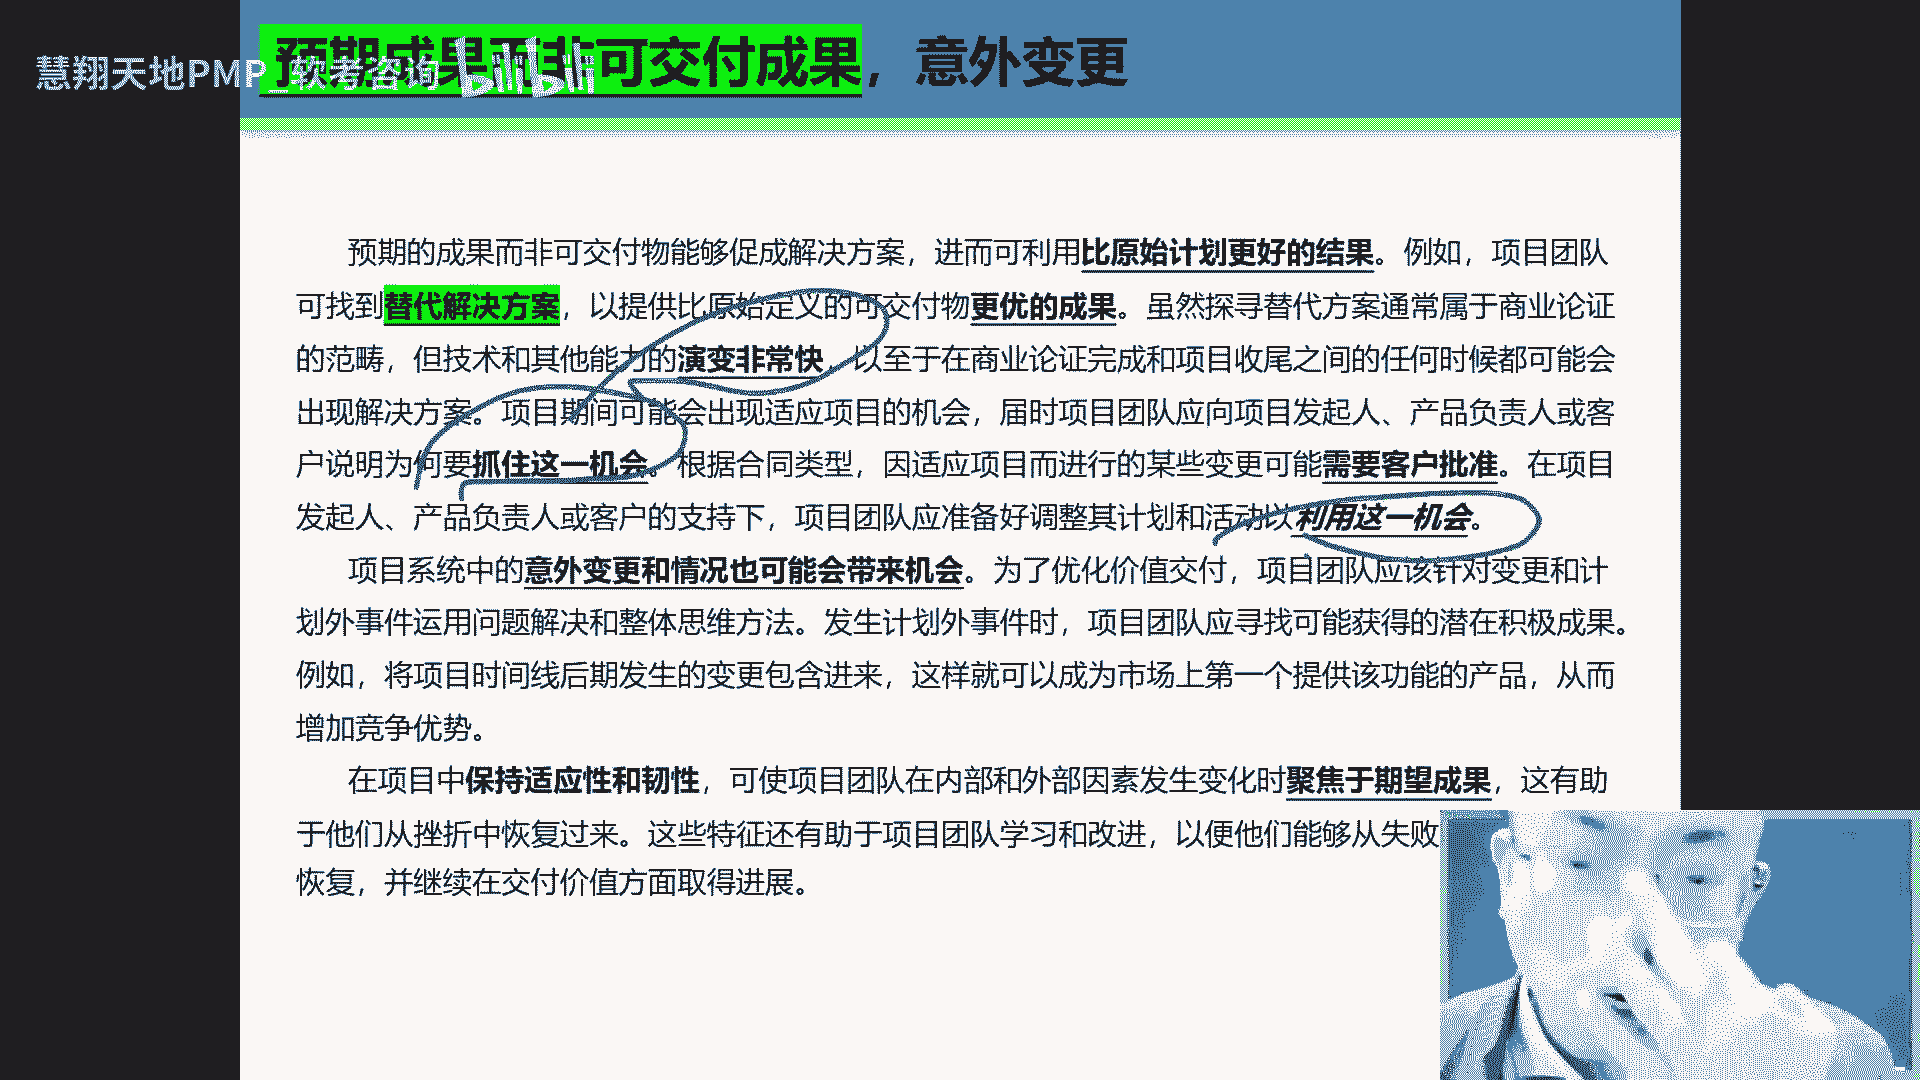 预期成果而非可交付成果，意外变更
慧翔天地PMP_软考咨询 bilibili
预期的成果而非可交付物能够促成解决方案，进而可利用比原始计划更好的结果。例如，项目团队
可找到替代解决方案，以提供比原始定义的可交付物更优的成果。虽然探寻替代方案通常属于商业论证
的范畴，但技术和其他能力的演变非常快，以至于在商业论证完成和项目收尾之间的任何时候都可能会
出现解决方案。项目期间可能会出现适应项目的机会，届时项目团队应向项目发起人、产品负责人或客
户说明为何要抓住这一机会。根据合同类型，因适应项目而进行的某些变更可能需要客户批准。在项目
发起人、产品负责人或客户的支持下，项目团队应准备好调整其计划和活动以利用这一机会。
项目系统中的意外变更和情况也可能会带来机会。为了优化价值交付，项目团队应该针对变更和计
划外事件运用问题解决和整体思维方法。发生计划外事件时，项目团队应寻找可能获得的潜在积极成果。
例如，将项目时间线后期发生的变更包含进来，这样就可以成为市场上第一个提供该功能的产品，从而
增加竞争优势。
在项目中保持适应性和韧性，可使项目团队在内部和外部因素发生变化时聚焦于期望成果，这有助
于他们从挫折中恢复过来。这些特征还有助于项目团队学习和改进，以便他们能够从失败
恢复，并继续在交付价值方面取得进展。